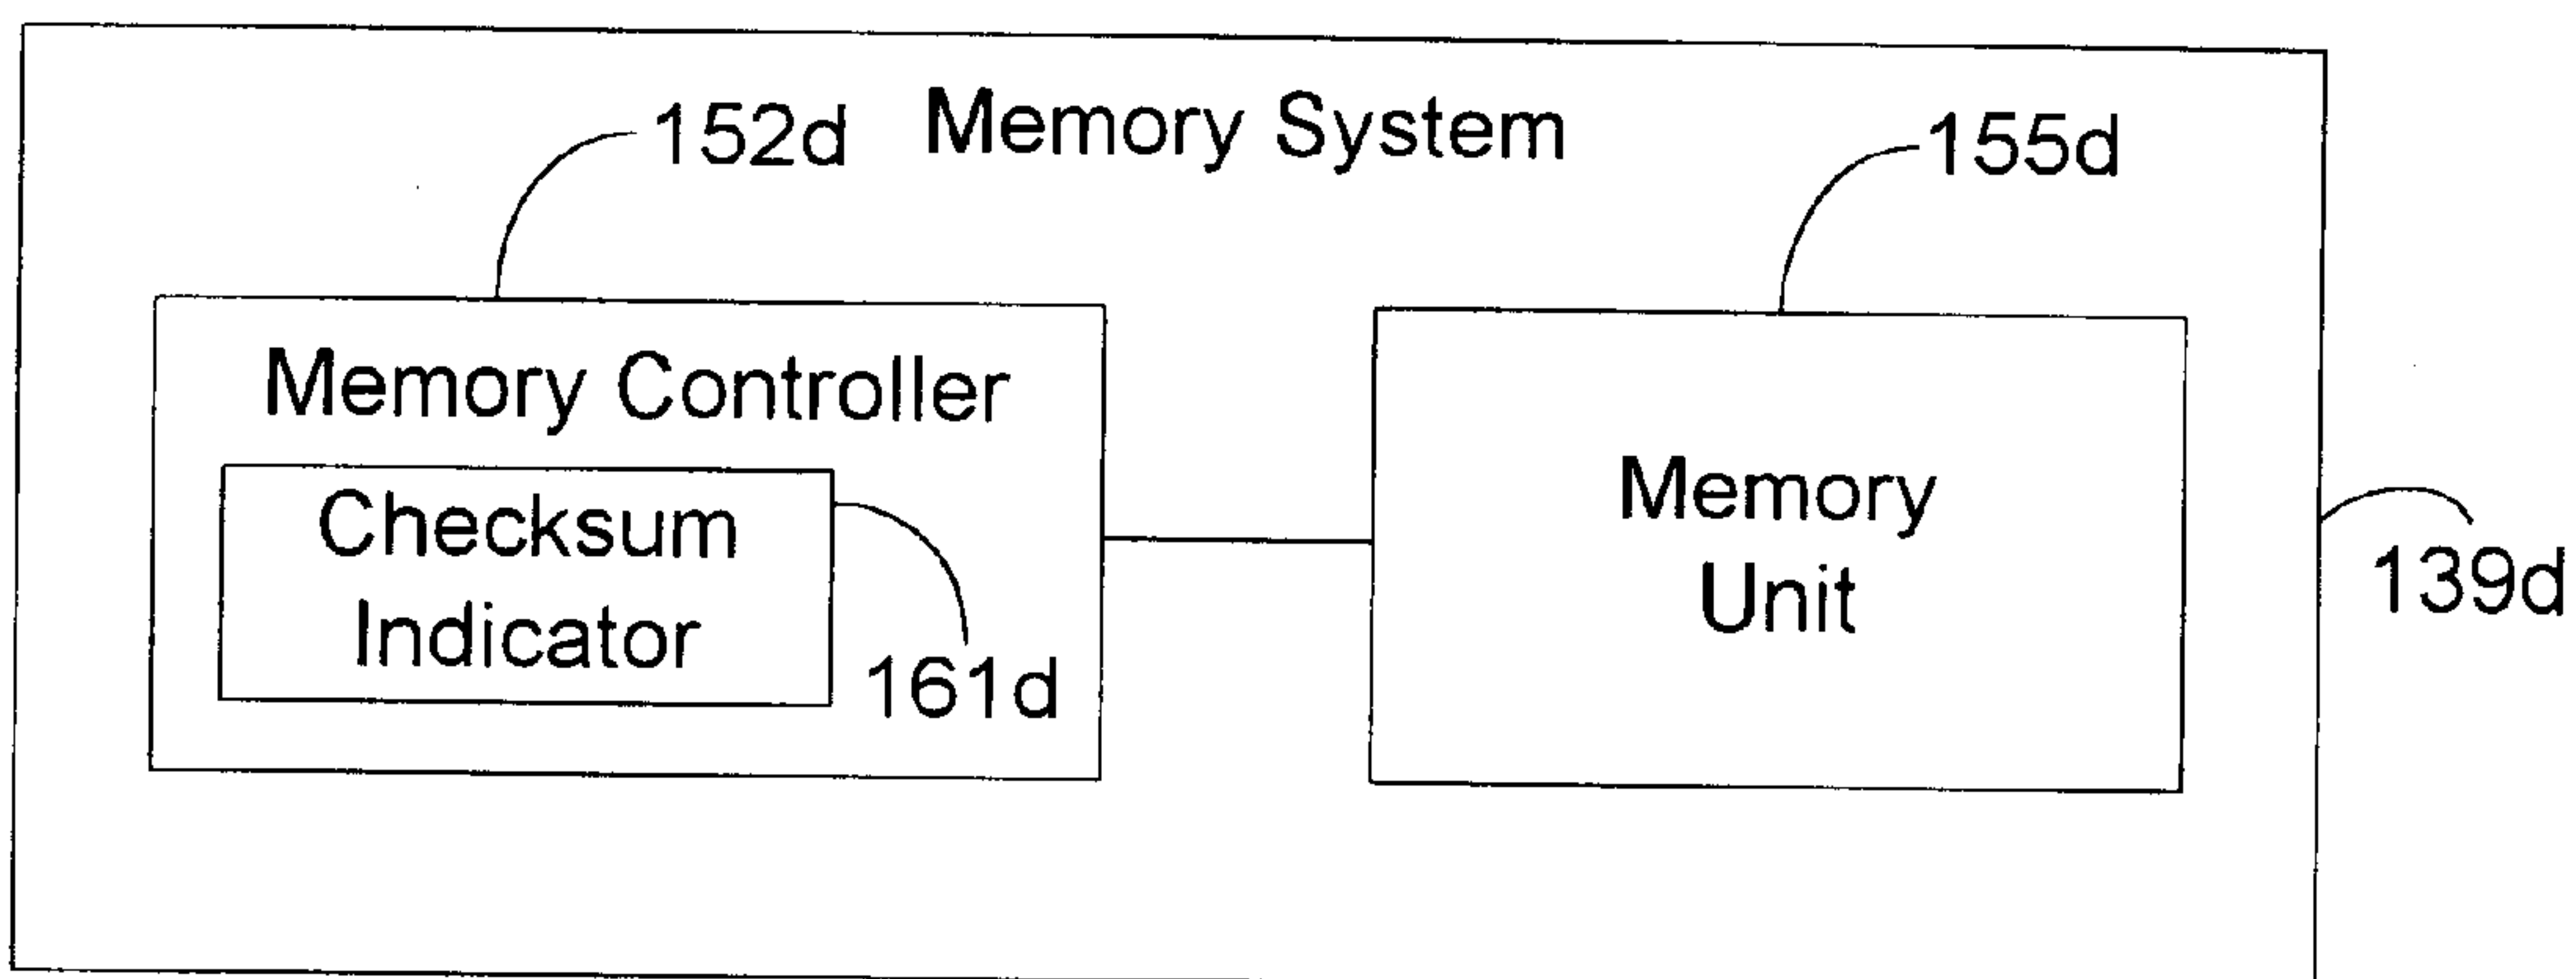 152d
Memory System
155d
Memory Controller
Checksum
Indicator
161d
Memory
Unit
139d